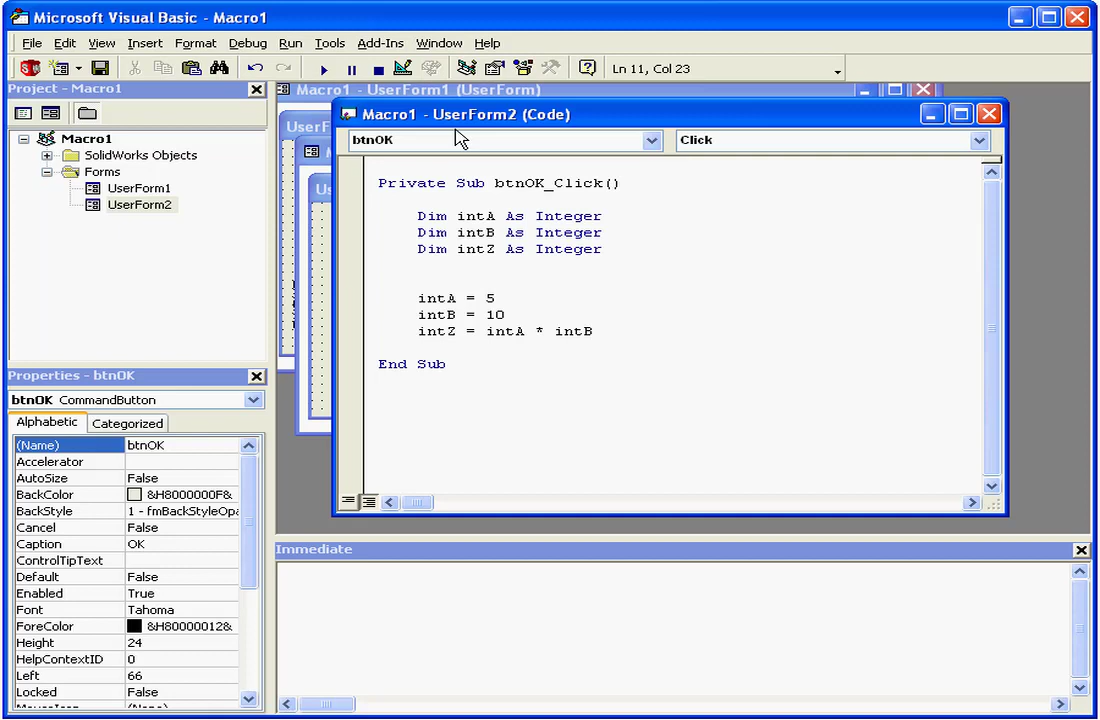 Microsoft Visual Basic - Macro1
File Edit View Insert Format Debug Run Tools Add-Ins Window Help
Ln 11, Col 23
Project - Macro1
Macro1
SolidWorks Objects
Forms
UserForm1
UserForm2
Macro1 - UserForm1 (UserForm)
UserF
M
Us
Macro1 - UserForm2 (Code)
btnOK Click
Private Sub btnOK_Click()
Dim intA As Integer
Dim intB As Integer
Dim intZ As Integer
intA = 5
intB = 10
intZ = intA * intB
End Sub
Properties - btnOK
btnOK CommandButton
Alphabetic Categorized
(Name) btnOK
Accelerator
AutoSize False
BackColor &H8000000F&
BackStyle 1 - fmBackStyleOpa
Cancel False
Caption OK
ControlTipText
Default False
Enabled True
Font Tahoma
ForeColor &H80000012&
Height 24
HelpContextID 0
Left 66
Locked False
MouseIcon (None)
Immediate